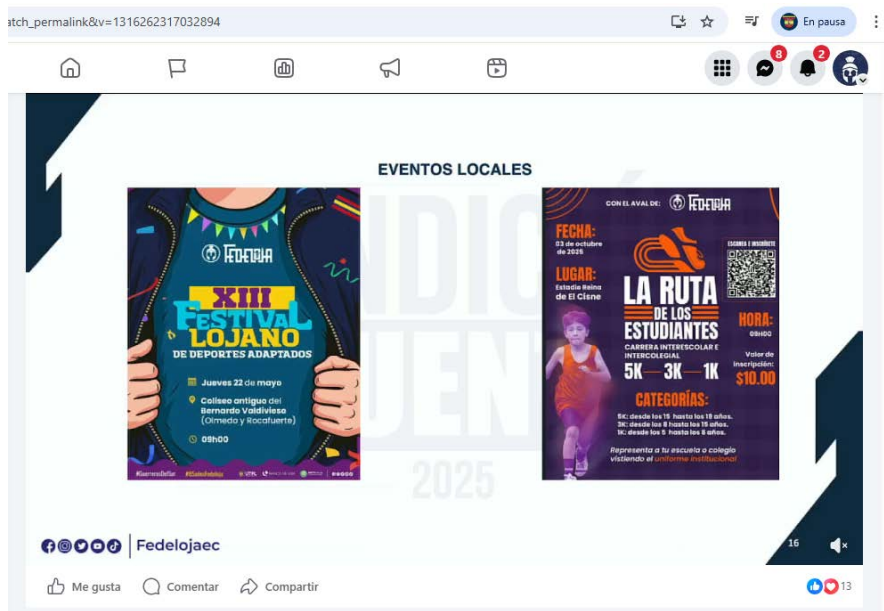 atch_permalink&v=1316262317032894
En pausa
8
2
EVENTOS LOCALES
FEDELOJA
XIII
FESTIVAL
LOJANO
DE DEPORTES ADAPTADOS
Jueves 22 de mayo
Coliseo antiguo del
Bernardo Valdivieso
(Olmedo y Rocafuerte)
09h00
CON EL AVAL DE: FEDELOJA
FECHA:
03 de octubre
de 2025
LUGAR:
Estadio Reina
de El Cisne
ESCANEA E INSCRÍBETE
LA RUTA
DE LOS
ESTUDIANTES
CARRERA INTERESCOLAR E
INTERCOLEGIAL
5K 3K 1K
HORA:
09H00
Valor de
inscripción:
$10.00
CATEGORÍAS:
5K: desde los 15 hasta los 18 años.
3K: desde los 8 hasta los 15 años.
1K: desde los 5 hasta los 8 años.
Representa a tu escuela o colegio
vistiendo el uniforme institucional
2025
Fedelojaec
16
Me gusta
Comentar
Compartir
13